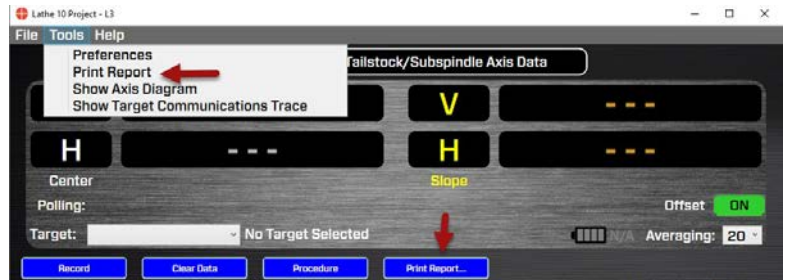 Lathe 10 Project - L3
File Tools Help
Preferences
Print Report
Show Axis Diagram
Show Target Communications Trace
Tailstock/Subspindle Axis Data
V
- - -
H
- - -
H
- - -
Center
Slope
Polling:
Offset ON
Target:
No Target Selected
N/A
Averaging: 20
Record
Clear Data
Procedure
Print Report...